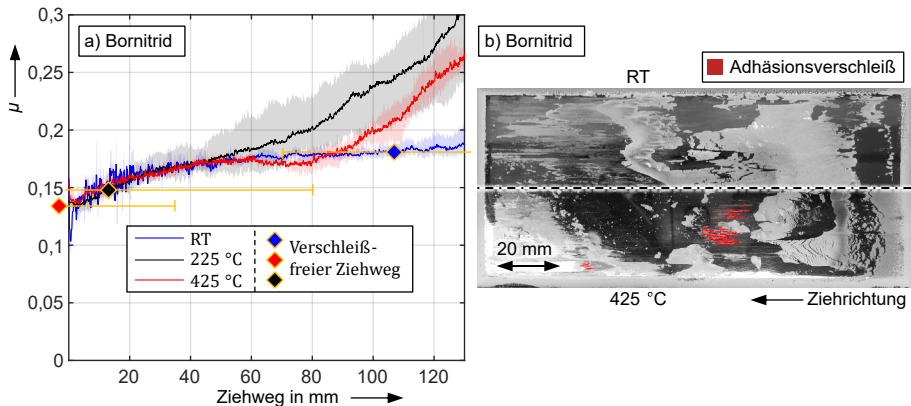 0,3
0,25
0,2
0,15
0,1
0,05
0
μ
a) Bornitrid
RT
225 °C
425 °C
Verschleiß-
freier Ziehweg
20 40 60 80 100 120
Ziehweg in mm
b) Bornitrid
Adhäsionsverschleiß
RT
20 mm
425 °C
Ziehrichtung